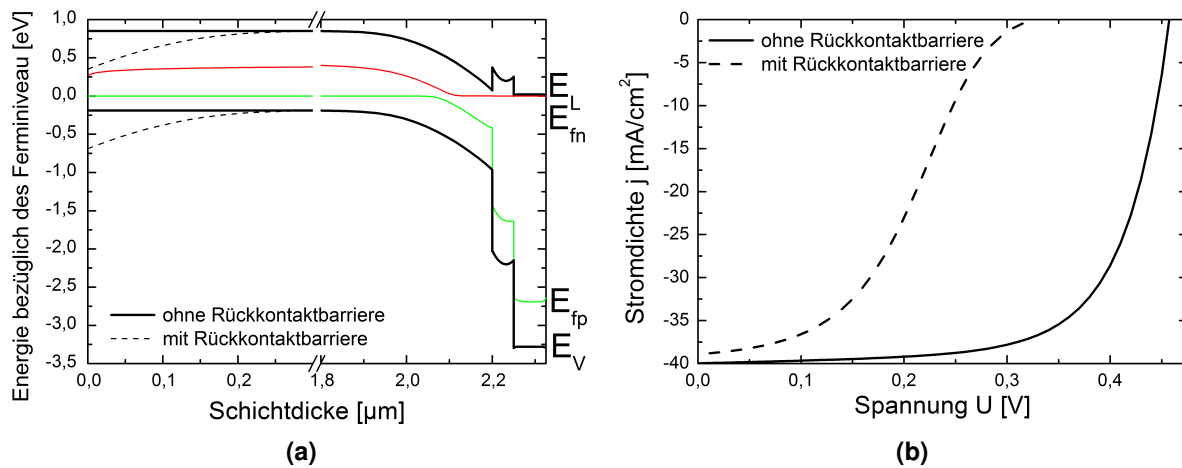 Energie bezüglich des Ferminiveau [eV]
1,0
0,5
0,0
-0,5
-1,0
-1,5
-2,0
-2,5
-3,0
-3,5
E_L
E_fn
E_fp
E_V
ohne Rückkontaktbarriere
mit Rückkontaktbarriere
0,0 0,1 0,2 1,8 2,0 2,2
Schichtdicke [µm]
(a)
Stromdichte j [mA/cm²]
0
-5
-10
-15
-20
-25
-30
-35
-40
ohne Rückkontaktbarriere
mit Rückkontaktbarriere
0,0 0,1 0,2 0,3 0,4
Spannung U [V]
(b)